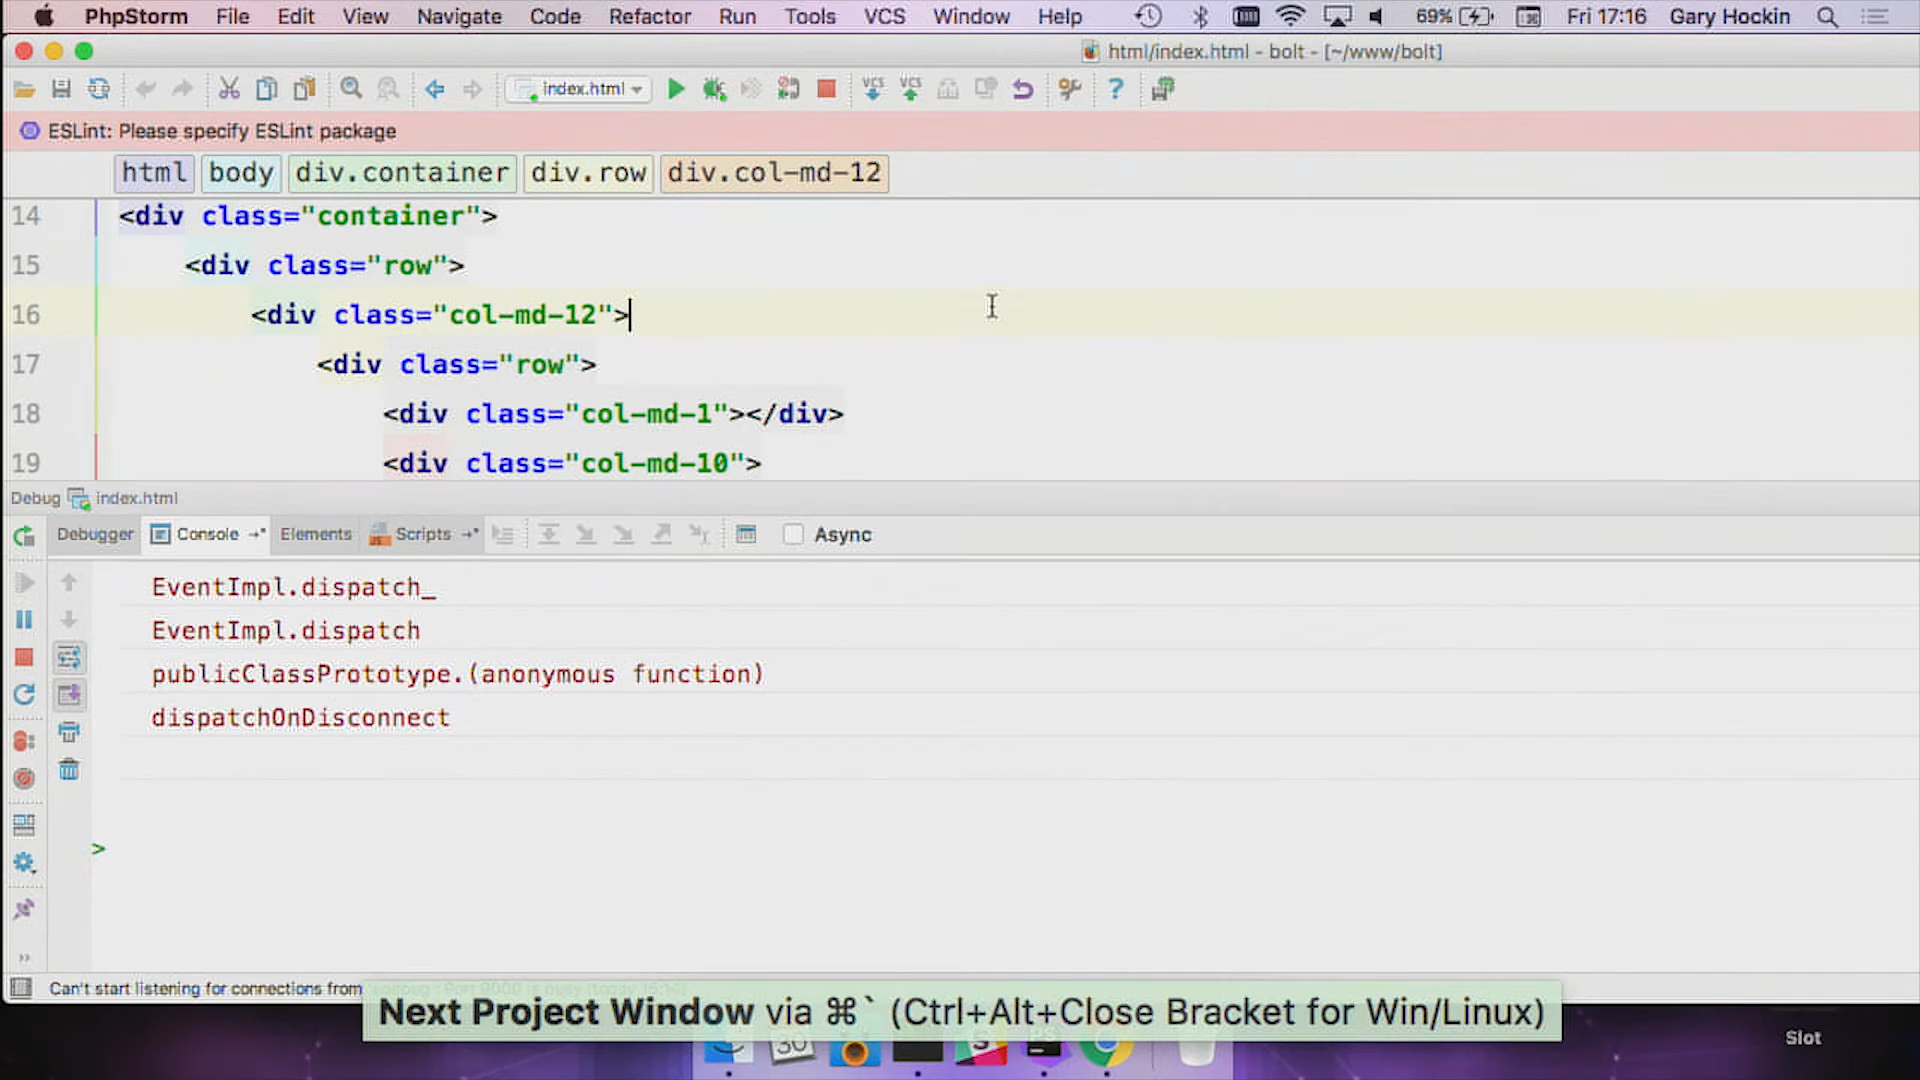 PhpStorm File Edit View Navigate Code Refactor Run Tools VCS Window Help 69% Fri 17:16 Gary Hockin
html/index.html - bolt - [~/www/bolt]
index.html VCS VCS ?
ESLint: Please specify ESLint package
html body div.container div.row div.col-md-12
14 <div class="container">
15 <div class="row">
16 <div class="col-md-12">
17 <div class="row">
18 <div class="col-md-1"></div>
19 <div class="col-md-10">
Debug index.html
Debugger Console Elements Scripts Async
EventImpl.dispatch_
EventImpl.dispatch
publicClassPrototype.(anonymous function)
dispatchOnDisconnect
>
Can't start listening for connections from
Next Project Window via ⌘` (Ctrl+Alt+Close Bracket for Win/Linux)
30
Slot